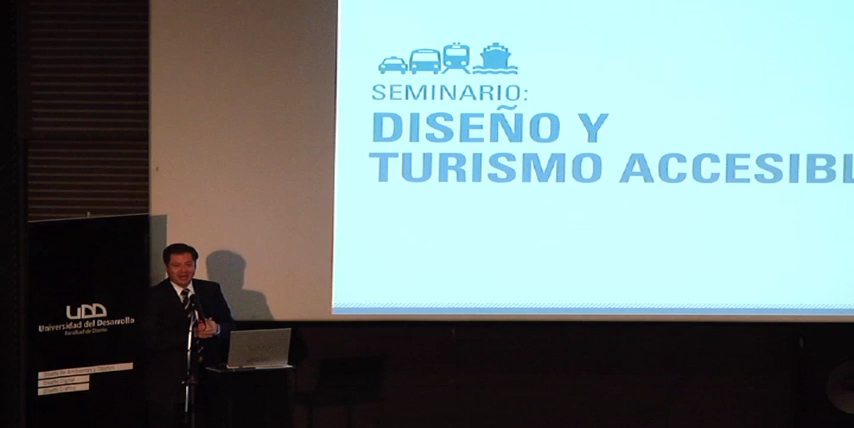 SEMINARIO:
DISEÑO Y
TURISMO ACCESIBL
UDD
Universidad del Desarrollo
Facultad de Diseño